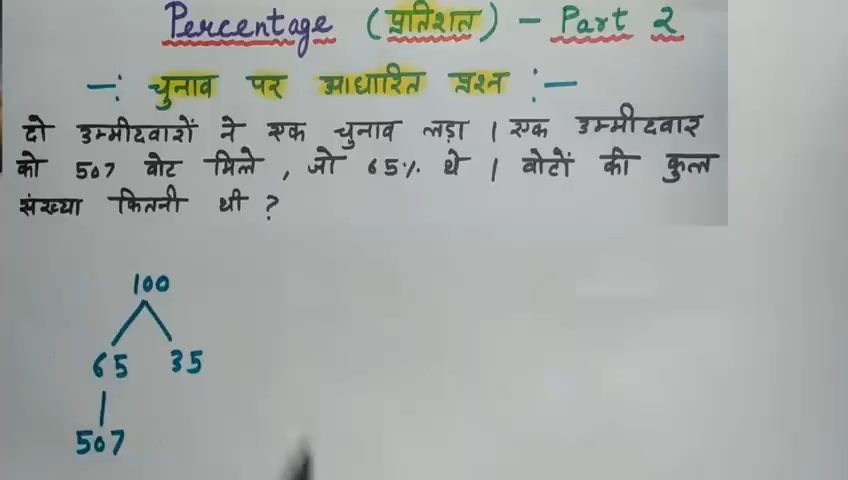 Percentage (प्रतिशत) - Part 2
-: चुनाव पर आधारित प्रश्न :-
दो उम्मीदवारों ने एक चुनाव लड़ा । एक उम्मीदवार
को 507 वोट मिले , जो 65% थे । वोटों की कुल
संख्या कितनी थी ?
100
65 35
507